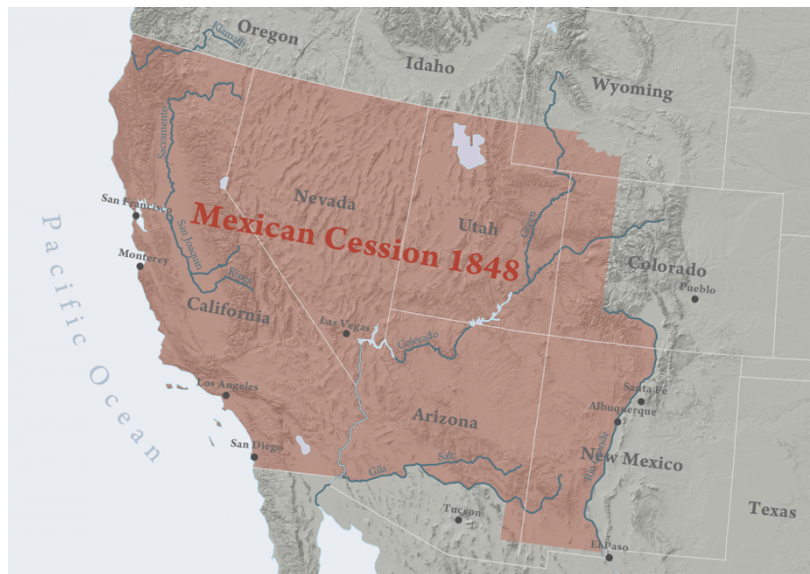 Klamath
Oregon
Idaho
Wyoming
Sacramento
Nevada
Utah
Green
San Francisco
Mexican Cession 1848
San Joaquin
Monterey
Kings
Colorado
Pueblo
California
Las Vegas
Colorado
Pacific Ocean
Los Angeles
Santa Fe
Arizona
Albuquerque
San Diego
Rio Grande
New Mexico
Salt
Gila
Tucson
Texas
El Paso